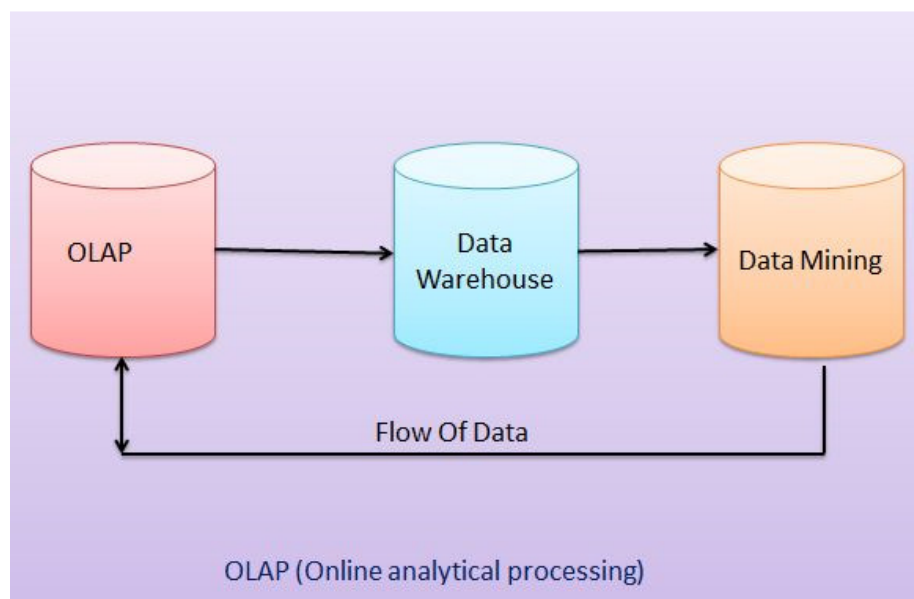 OLAP
Data
Warehouse
Data Mining
Flow Of Data
OLAP (Online analytical processing)